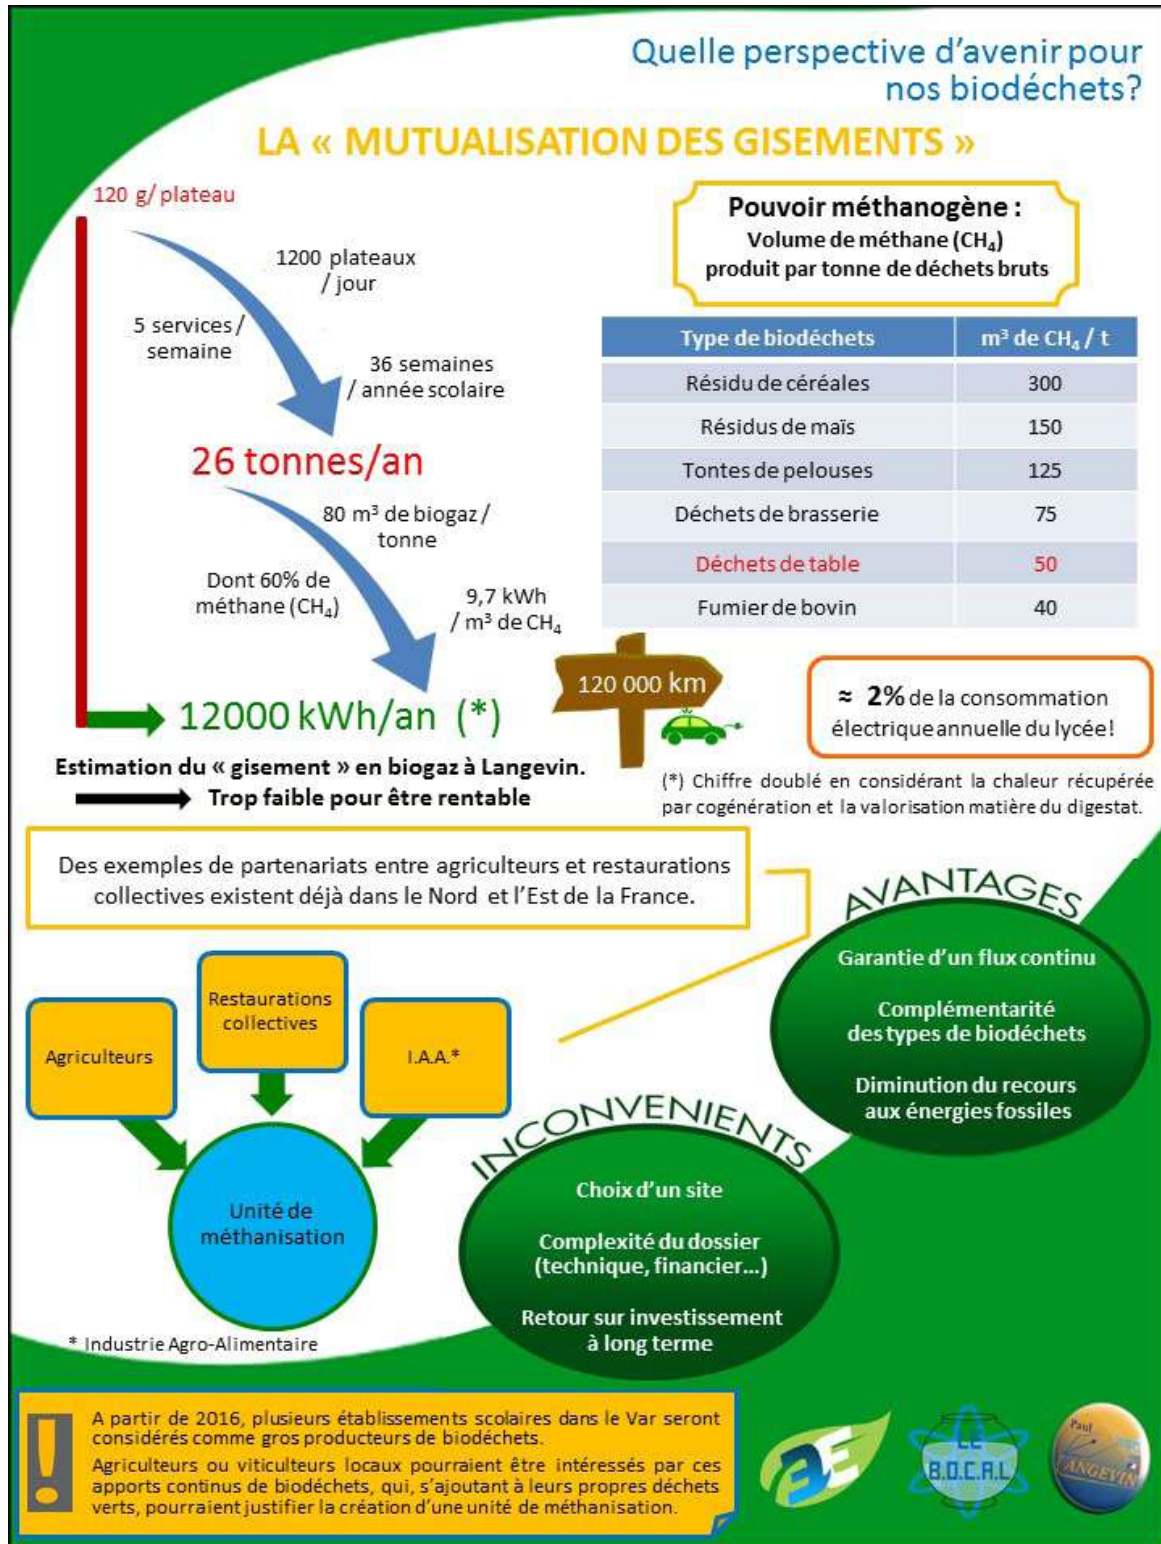 Quelle perspective d’avenir pour
nos biodéchets?
LA « MUTUALISATION DES GISEMENTS »
120 g/ plateau
1200 plateaux
/ jour
5 services /
semaine
36 semaines
/ année scolaire
26 tonnes/an
80 m³ de biogaz /
tonne
Dont 60% de
méthane (CH₄)
9,7 kWh
/ m³ de CH₄
12000 kWh/an (*)
Estimation du « gisement » en biogaz à Langevin.
Trop faible pour être rentable
Pouvoir méthanogène :
Volume de méthane (CH₄)
produit par tonne de déchets bruts
Type de biodéchets m³ de CH₄ / t
Résidu de céréales 300
Résidus de maïs 150
Tontes de pelouses 125
Déchets de brasserie 75
Déchets de table 50
Fumier de bovin 40
120 000 km
≈ 2% de la consommation
électrique annuelle du lycée!
(*) Chiffre doublé en considérant la chaleur récupérée
par cogénération et la valorisation matière du digestat.
Des exemples de partenariats entre agriculteurs et restaurations
collectives existent déjà dans le Nord et l’Est de la France.
AVANTAGES
Garantie d’un flux continu
Complémentarité
des types de biodéchets
Diminution du recours
aux énergies fossiles
Agriculteurs
Restaurations
collectives
I.A.A.*
Unité de
méthanisation
* Industrie Agro-Alimentaire
INCONVENIENTS
Choix d’un site
Complexité du dossier
(technique, financier...)
Retour sur investissement
à long terme
!
A partir de 2016, plusieurs établissements scolaires dans le Var seront
considérés comme gros producteurs de biodéchets.
Agriculteurs ou viticulteurs locaux pourraient être intéressés par ces
apports continus de biodéchets, qui, s’ajoutant à leurs propres déchets
verts, pourraient justifier la création d’une unité de méthanisation.
LE
B.O.C.A.L
Paul
LANGEVIN